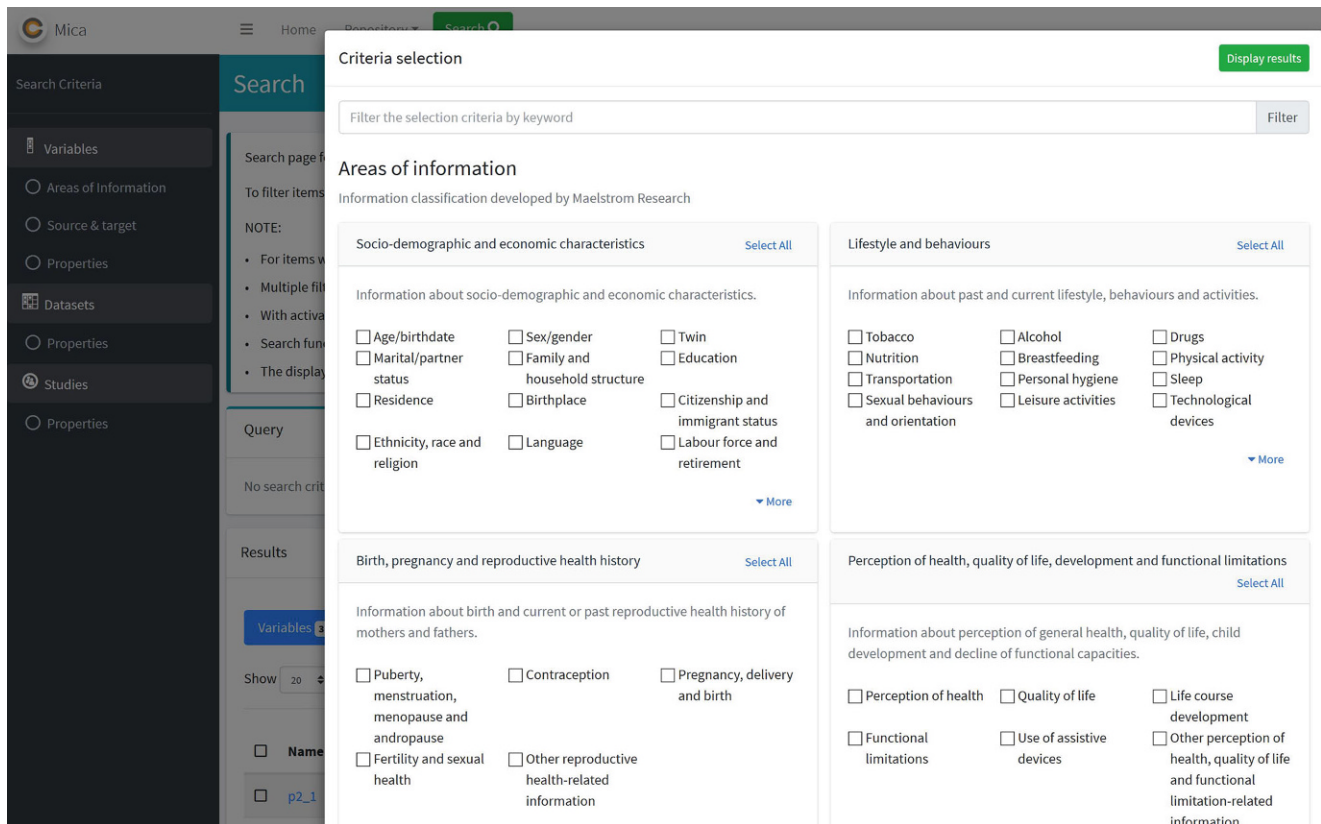 Mica
Home
Repository
Search
Search Criteria
Variables
Areas of Information
Source & target
Properties
Datasets
Properties
Studies
Properties
Search
Search page f
To filter items
NOTE:
• For items w
• Multiple filt
• With activa
• Search fun
• The display
Query
No search crit
Results
Variables 3
Show 20
Name
p2_1
Criteria selection
Display results
Filter the selection criteria by keyword
Filter
Areas of information
Information classification developed by Maelstrom Research
Socio-demographic and economic characteristics
Select All
Information about socio-demographic and economic characteristics.
Age/birthdate
Sex/gender
Twin
Marital/partner
status
Family and
household structure
Education
Residence
Birthplace
Citizenship and
immigrant status
Ethnicity, race and
religion
Language
Labour force and
retirement
More
Lifestyle and behaviours
Select All
Information about past and current lifestyle, behaviours and activities.
Tobacco
Alcohol
Drugs
Nutrition
Breastfeeding
Physical activity
Transportation
Personal hygiene
Sleep
Sexual behaviours
and orientation
Leisure activities
Technological
devices
More
Birth, pregnancy and reproductive health history
Select All
Information about birth and current or past reproductive health history of
mothers and fathers.
Puberty,
menstruation,
menopause and
andropause
Contraception
Pregnancy, delivery
and birth
Fertility and sexual
health
Other reproductive
health-related
information
Perception of health, quality of life, development and functional limitations
Select All
Information about perception of general health, quality of life, child
development and decline of functional capacities.
Perception of health
Quality of life
Life course
development
Functional
limitations
Use of assistive
devices
Other perception of
health, quality of life
and functional
limitation-related
information